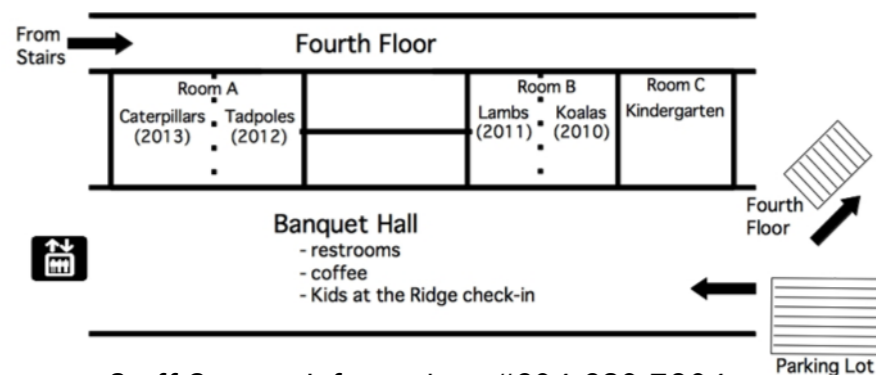 From
Stairs
Fourth Floor
Room A
Caterpillars
(2013)
Tadpoles
(2012)
Room B
Lambs
(2011)
Koalas
(2010)
Room C
Kindergarten
Fourth
Floor
Banquet Hall
- restrooms
- coffee
- Kids at the Ridge check-in
Parking Lot